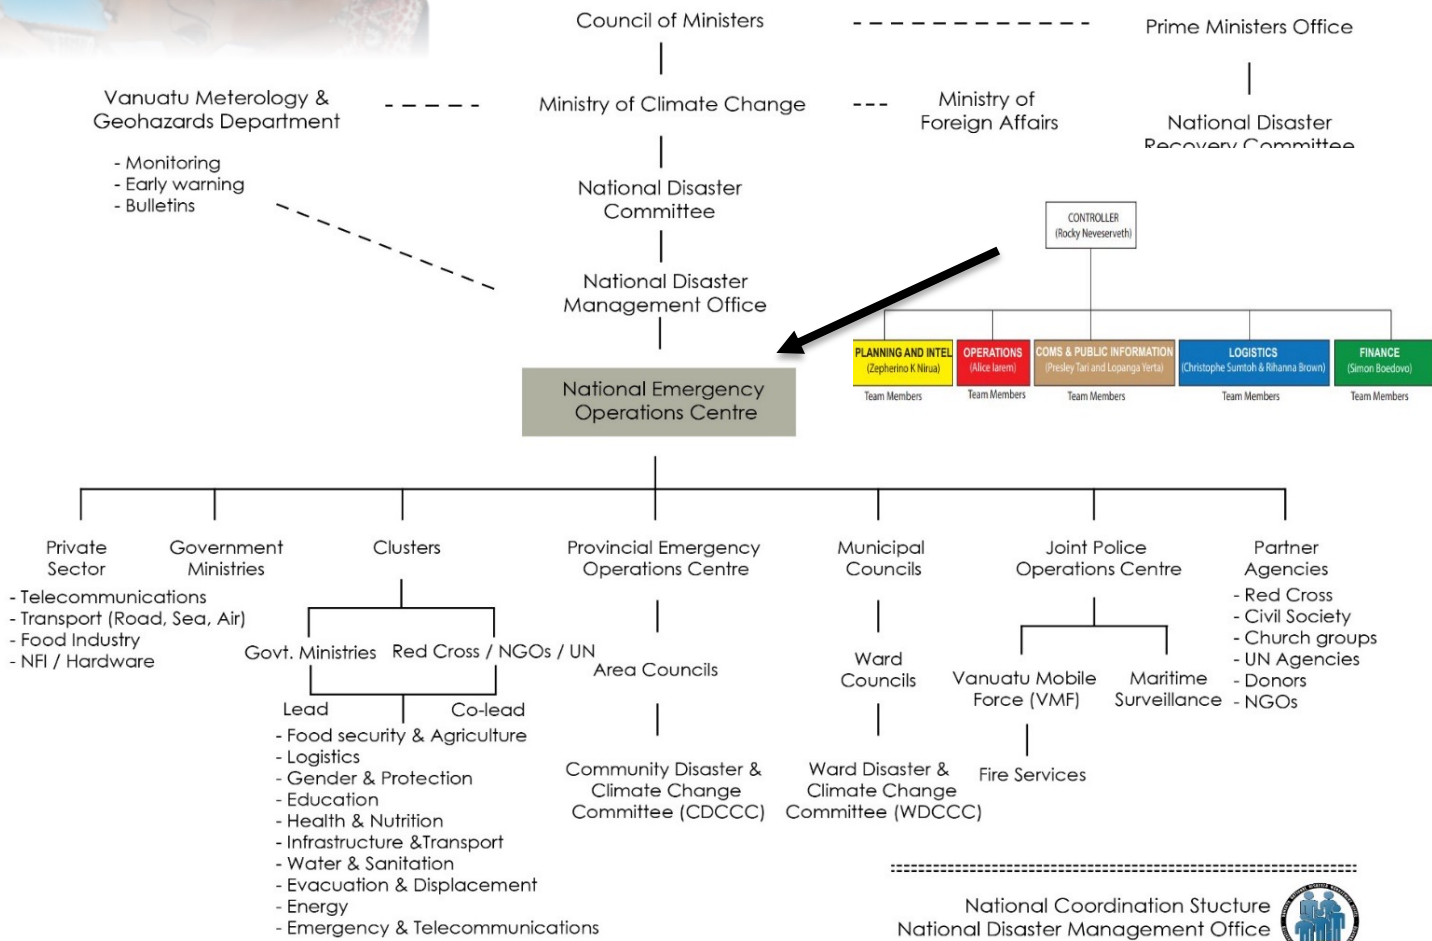 Council of Ministers
Prime Ministers Office
Vanuatu Meterology &
Geohazards Department
- Monitoring
- Early warning
- Bulletins
Ministry of Climate Change
Ministry of
Foreign Affairs
National Disaster
Recovery Committee
National Disaster
Committee
National Disaster
Management Office
CONTROLLER
(Rocky Neveserveth)
PLANNING AND INTEL
(Zepherino K Nirua)
Team Members
OPERATIONS
(Alice Iarem)
Team Members
COMS & PUBLIC INFORMATION
(Presley Tari and Lopanga Yerta)
Team Members
LOGISTICS
(Christophe Sumtoh & Rihanna Brown)
Team Members
FINANCE
(Simon Boedovo)
Team Members
National Emergency
Operations Centre
Private
Sector
- Telecommunications
- Transport (Road, Sea, Air)
- Food Industry
- NFI / Hardware
Government
Ministries
Clusters
Govt. Ministries
Red Cross / NGOs / UN
Lead
Co-lead
- Food security & Agriculture
- Logistics
- Gender & Protection
- Education
- Health & Nutrition
- Infrastructure &Transport
- Water & Sanitation
- Evacuation & Displacement
- Energy
- Emergency & Telecommunications
Provincial Emergency
Operations Centre
Area Councils
Community Disaster &
Climate Change
Committee (CDCCC)
Municipal
Councils
Ward
Councils
Ward Disaster &
Climate Change
Committee (WDCCC)
Joint Police
Operations Centre
Vanuatu Mobile
Force (VMF)
Maritime
Surveillance
Fire Services
Partner
Agencies
- Red Cross
- Civil Society
- Church groups
- UN Agencies
- Donors
- NGOs
National Coordination Stucture
National Disaster Management Office